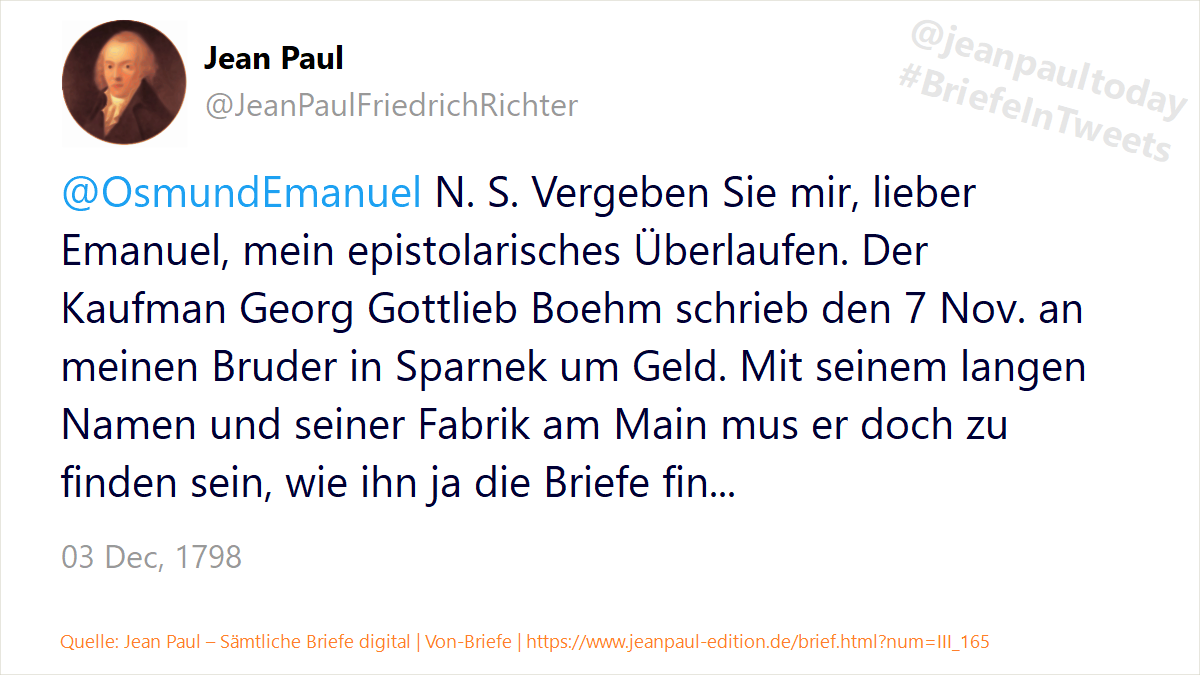 Jean Paul
@JeanPaulFriedrichRichter
@jeanpaultoday
#BriefeInTweets
@OsmundEmanuel N. S. Vergeben Sie mir, lieber
Emanuel, mein epistolarisches Überlaufen. Der
Kaufman Georg Gottlieb Boehm schrieb den 7 Nov. an
meinen Bruder in Sparnek um Geld. Mit seinem langen
Namen und seiner Fabrik am Main mus er doch zu
finden sein, wie ihn ja die Briefe fin...
03 Dec, 1798
Quelle: Jean Paul – Sämtliche Briefe digital | Von-Briefe | https://www.jeanpaul-edition.de/brief.html?num=III_165